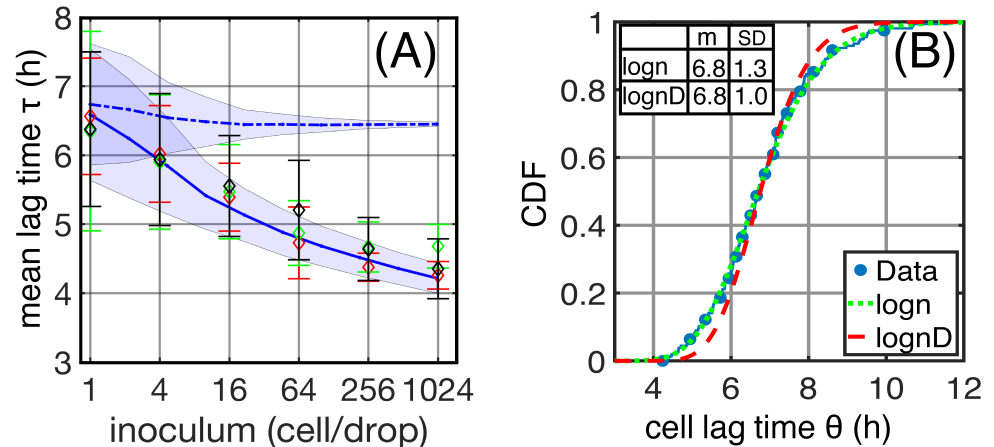 (A)
mean lag time τ (h)
8
7
6
5
4
3
1 4 16 64 256 1024
inoculum (cell/drop)
(B)
m SD
logn 6.8 1.3
lognD 6.8 1.0
CDF
1
0.8
0.6
0.4
0.2
0
Data
logn
lognD
4 6 8 10 12
cell lag time θ (h)